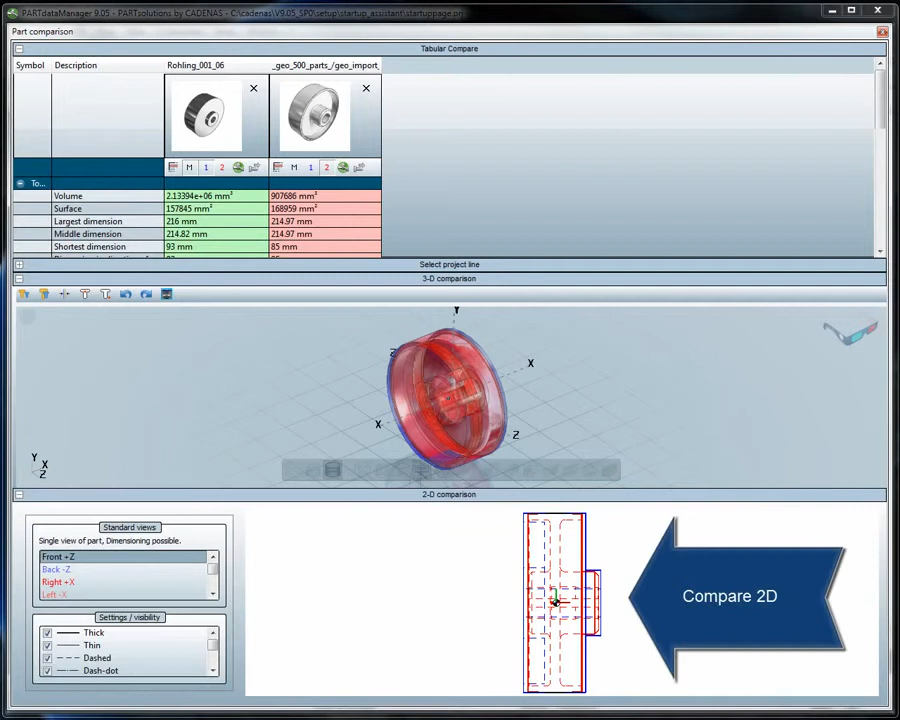 PARTdataManager 9.05 - PARTsolutions by CADENAS - C:\cadenas\V9.05_SP0\setup\startup_assistant\startuppage.prj
Part comparison
Tabular Compare
Symbol Description Rohling_001_06 _geo_500_parts_/geo_import_
M 1 2 M 1 2
To...
Volume 2.13394e+06 mm³ 907686 mm³
Surface 157845 mm² 168959 mm²
Largest dimension 216 mm 214.97 mm
Middle dimension 214.82 mm 214.97 mm
Shortest dimension 93 mm 85 mm
Select project line
3-D comparison
Y
Z
X
X
Z
Y
X
Z
2-D comparison
Standard views
Single view of part, Dimensioning possible.
Front +Z
Back -Z
Right +X
Left -X
Settings / visibility
Thick
Thin
Dashed
Dash-dot
Compare 2D